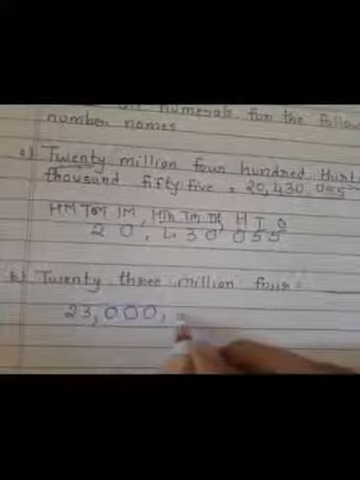 numerals for the follow
number names
a) Twenty million four hundred thirt
thousand fifty five = 20,430,055
HM TM M, HTh TTh Th, H T O
2 0, 4 3 0 0 5 5
b) Twenty three million four =
23,000,